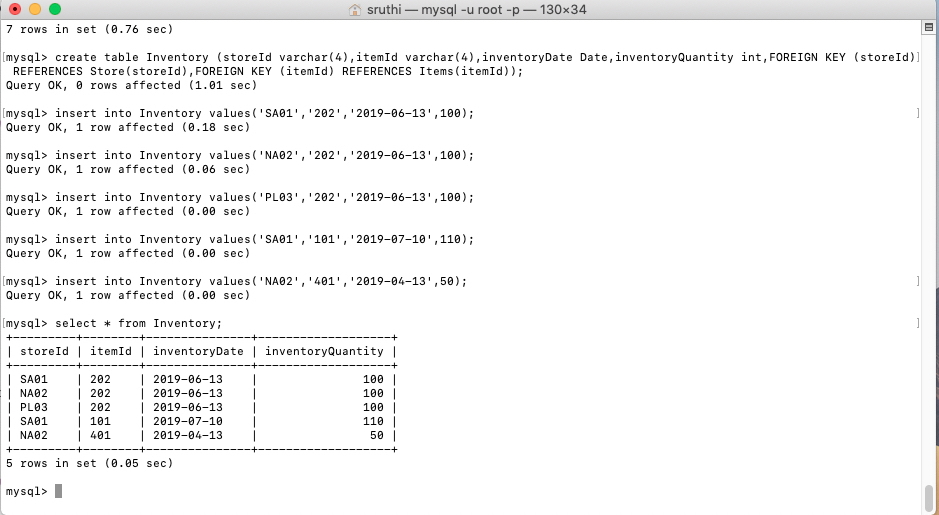 sruthi — mysql -u root -p — 130×34
7 rows in set (0.76 sec)
[mysql> create table Inventory (storeId varchar(4),itemId varchar(4),inventoryDate Date,inventoryQuantity int,FOREIGN KEY (storeId)]
 REFERENCES Store(storeId),FOREIGN KEY (itemId) REFERENCES Items(itemId));
Query OK, 0 rows affected (1.01 sec)
[mysql> insert into Inventory values('SA01','202','2019-06-13',100); ]
Query OK, 1 row affected (0.18 sec)
mysql> insert into Inventory values('NA02','202','2019-06-13',100);
Query OK, 1 row affected (0.06 sec)
mysql> insert into Inventory values('PL03','202','2019-06-13',100);
Query OK, 1 row affected (0.00 sec)
mysql> insert into Inventory values('SA01','101','2019-07-10',110);
Query OK, 1 row affected (0.00 sec)
[mysql> insert into Inventory values('NA02','401','2019-04-13',50); ]
Query OK, 1 row affected (0.00 sec)
[mysql> select * from Inventory; ]
+---------+--------+---------------+-------------------+
| storeId | itemId | inventoryDate | inventoryQuantity |
+---------+--------+---------------+-------------------+
| SA01    | 202    | 2019-06-13    |               100 |
| NA02    | 202    | 2019-06-13    |               100 |
| PL03    | 202    | 2019-06-13    |               100 |
| SA01    | 101    | 2019-07-10    |               110 |
| NA02    | 401    | 2019-04-13    |                50 |
+---------+--------+---------------+-------------------+
5 rows in set (0.05 sec)
mysql>